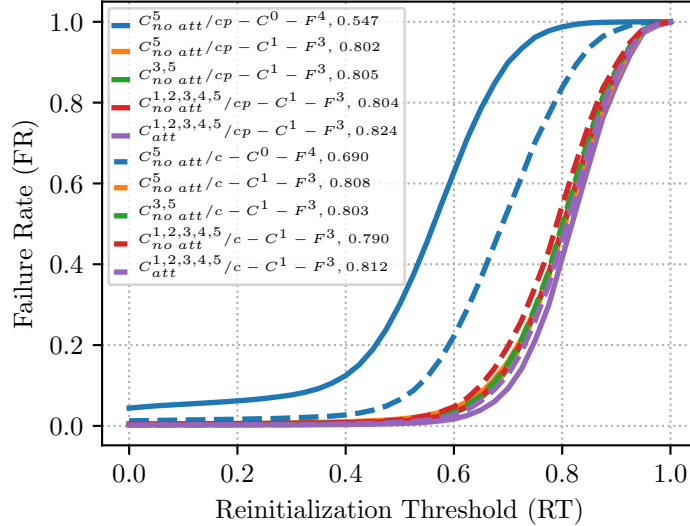 Failure Rate (FR)
1.0
0.8
0.6
0.4
0.2
0.0
C^5_{no att}/cp − C^0 − F^4, 0.547
C^5_{no att}/cp − C^1 − F^3, 0.802
C^{3,5}_{no att}/cp − C^1 − F^3, 0.805
C^{1,2,3,4,5}_{no att}/cp − C^1 − F^3, 0.804
C^{1,2,3,4,5}_{att}/cp − C^1 − F^3, 0.824
C^5_{no att}/c − C^0 − F^4, 0.690
C^5_{no att}/c − C^1 − F^3, 0.808
C^{3,5}_{no att}/c − C^1 − F^3, 0.803
C^{1,2,3,4,5}_{no att}/c − C^1 − F^3, 0.790
C^{1,2,3,4,5}_{att}/c − C^1 − F^3, 0.812
0.0 0.2 0.4 0.6 0.8 1.0
Reinitialization Threshold (RT)